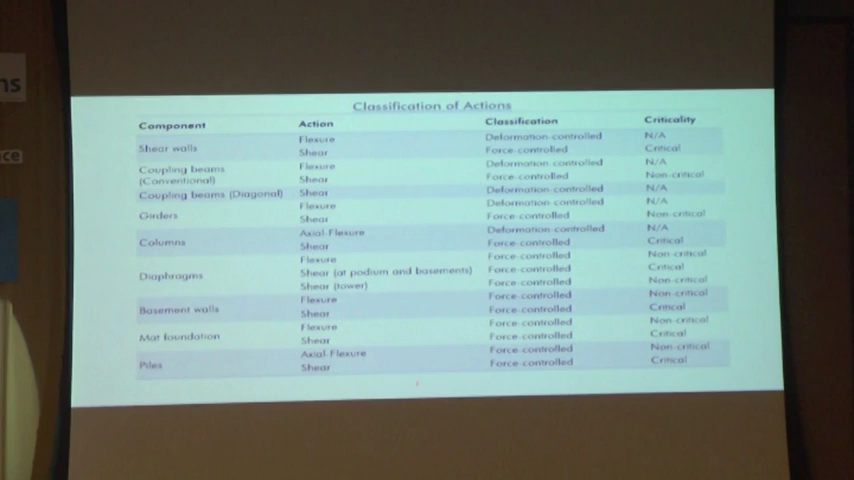 ns
ce
Classification of Actions
Component Action Classification Criticality
Shear walls Flexure Deformation-controlled N/A
Shear Force-controlled Critical
Coupling beams (Conventional) Flexure Deformation-controlled N/A
Shear Force-controlled Non-critical
Coupling beams (Diagonal) Shear Deformation-controlled N/A
Girders Flexure Deformation-controlled N/A
Shear Force-controlled Non-critical
Columns Axial-Flexure Deformation-controlled N/A
Shear Force-controlled Critical
Diaphragms Flexure Force-controlled Non-critical
Shear (at podium and basements) Force-controlled Critical
Shear (tower) Force-controlled Non-critical
Basement walls Flexure Force-controlled Non-critical
Shear Force-controlled Critical
Mat foundation Flexure Force-controlled Non-critical
Shear Force-controlled Critical
Piles Axial-Flexure Force-controlled Non-critical
Shear Force-controlled Critical